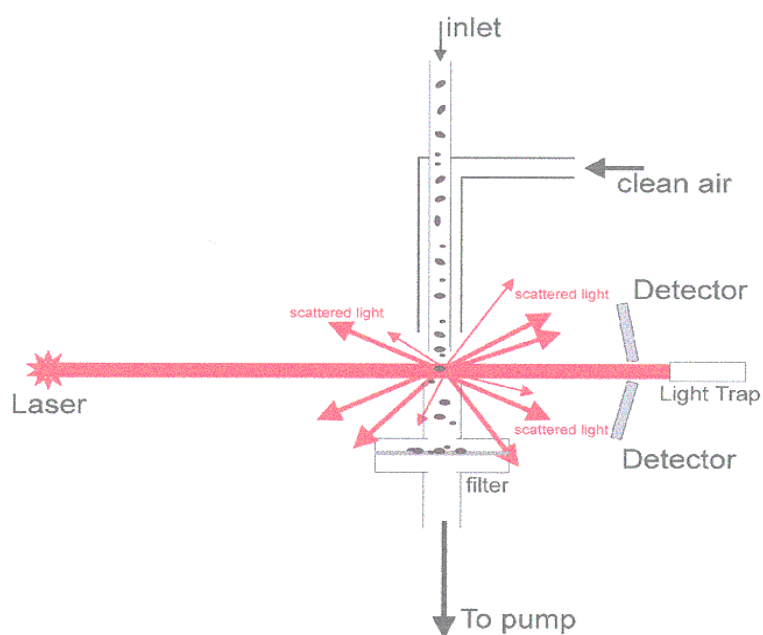 inlet
clean air
scattered light
scattered light
Detector
Laser
Light Trap
scattered light
Detector
filter
To pump